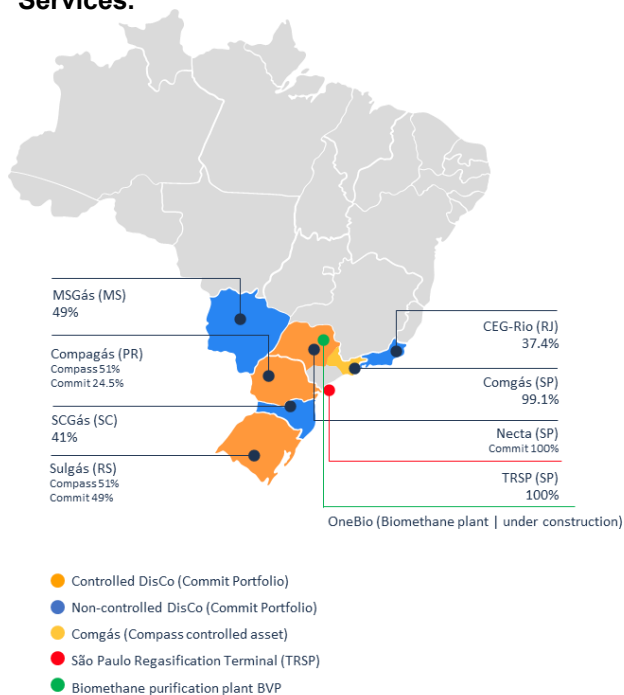 Services.
MSGás (MS)
49%
Compagás (PR)
Compass 51%
Commit 24.5%
SCGás (SC)
41%
Sulgás (RS)
Compass 51%
Commit 49%
CEG-Rio (RJ)
37.4%
Comgás (SP)
99.1%
Necta (SP)
Commit 100%
TRSP (SP)
100%
OneBio (Biomethane plant | under construction)
Controlled DisCo (Commit Portfolio)
Non-controlled DisCo (Commit Portfolio)
Comgás (Compass controlled asset)
São Paulo Regasification Terminal (TRSP)
Biomethane purification plant BVP